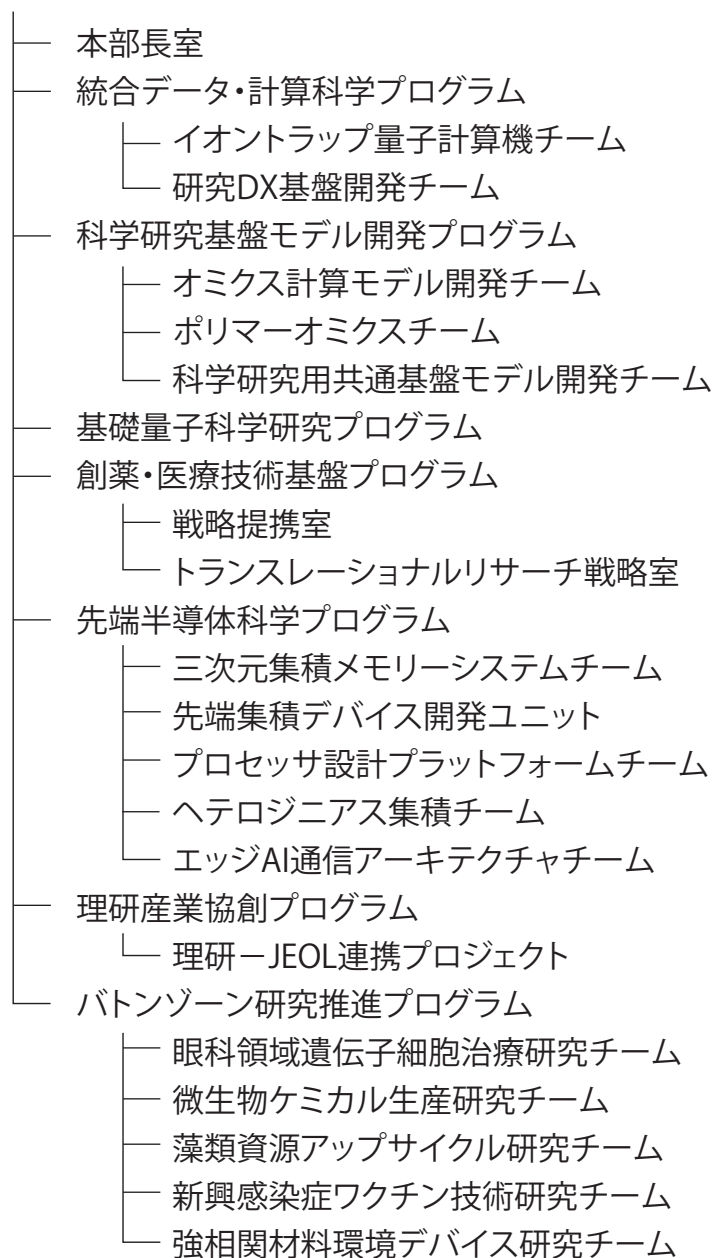 本部長室
統合データ・計算科学プログラム
イオントラップ量子計算機チーム
研究DX基盤開発チーム
科学研究基盤モデル開発プログラム
オミクス計算モデル開発チーム
ポリマーオミクスチーム
科学研究用共通基盤モデル開発チーム
基礎量子科学研究プログラム
創薬・医療技術基盤プログラム
戦略提携室
トランスレーショナルリサーチ戦略室
先端半導体科学プログラム
三次元集積メモリーシステムチーム
先端集積デバイス開発ユニット
プロセッサ設計プラットフォームチーム
ヘテロジニアス集積チーム
エッジAI通信アーキテクチャチーム
理研産業協創プログラム
理研－JEOL連携プロジェクト
バトンゾーン研究推進プログラム
眼科領域遺伝子細胞治療研究チーム
微生物ケミカル生産研究チーム
藻類資源アップサイクル研究チーム
新興感染症ワクチン技術研究チーム
強相関材料環境デバイス研究チーム